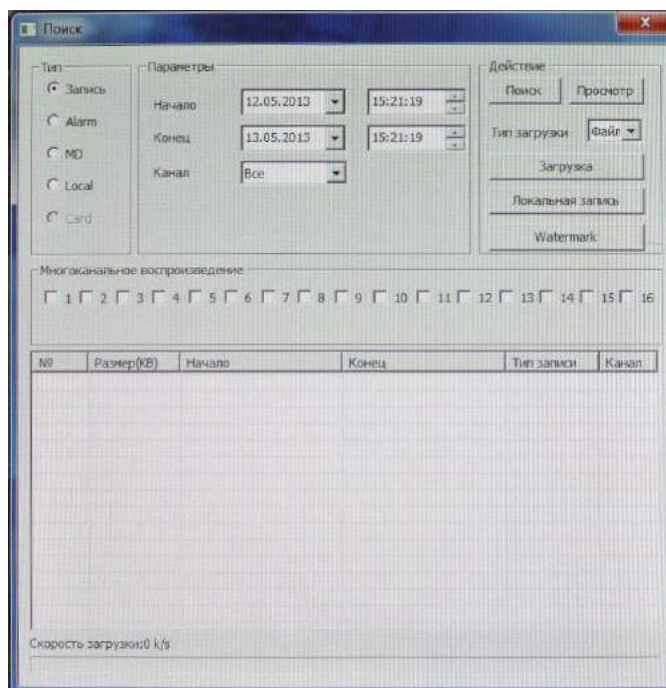 Поиск
Тип
Запись
Alarm
MD
Local
Card
Параметры
Начало 12.05.2013 15:21:19
Конец 13.05.2013 15:21:19
Канал Все
Действие
Поиск Просмотр
Тип загрузки Файл
Загрузка
Локальная запись
Watermark
Многоканальное воспроизведение
1 2 3 4 5 6 7 8 9 10 11 12 13 14 15 16
№ Размер(KB) Начало Конец Тип записи Канал
Скорость загрузки:0 k/s